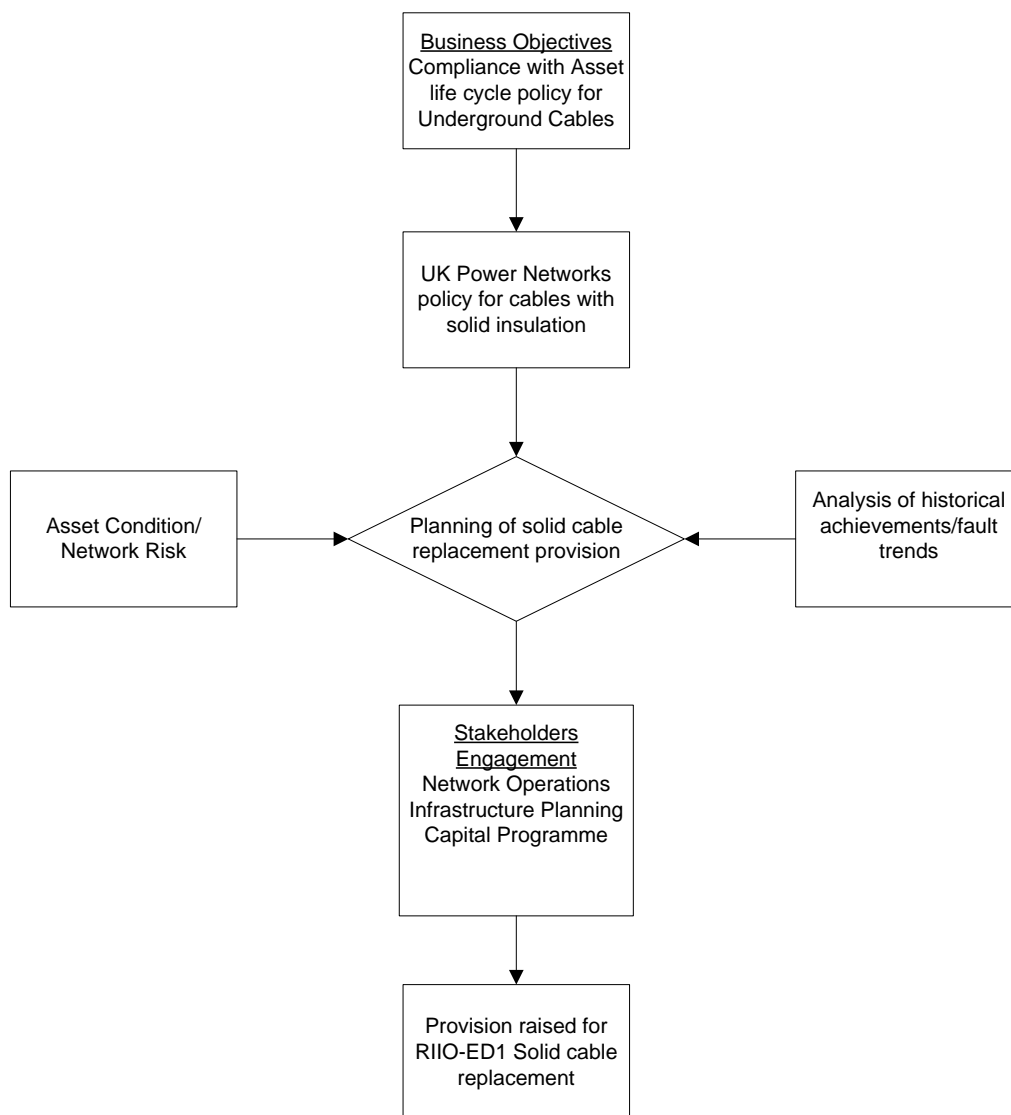 Business Objectives
Compliance with Asset
life cycle policy for
Underground Cables
UK Power Networks
policy for cables with
solid insulation
Asset Condition/
Network Risk
Planning of solid cable
replacement provision
Analysis of historical
achievements/fault
trends
Stakeholders
Engagement
Network Operations
Infrastructure Planning
Capital Programme
Provision raised for
RIIO-ED1 Solid cable
replacement